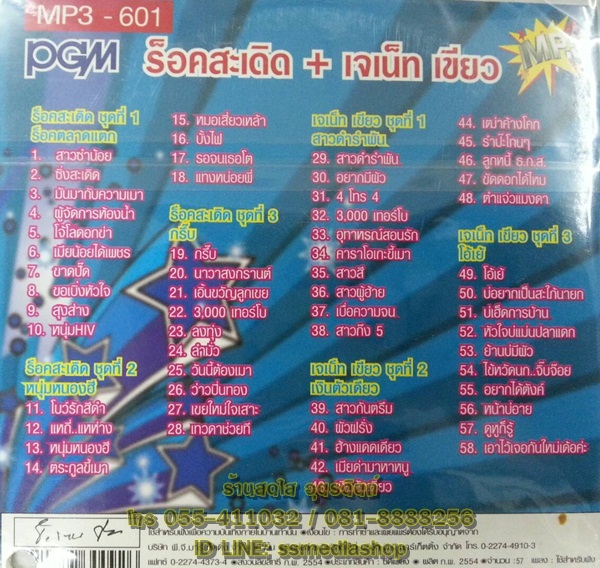 MP3 - 601
PGM ร็อคสะเดิด + เจเน็ท เขียว
MP3
ร็อคสะเดิด ชุดที่ 1
ร็อคตลาดแตก
1. สาวซำน้อย
2. ซิ่งสะเดิด
3. มันมากับความเมา
4. ผู้จัดการท้องน้ำ
5. โจโลดอกข่า
6. เมียน้อยได้เพชร
7. ขาดปั๊ด
8. ขอเบิ่งหัวใจ
9. สุงส่าง
10. หนุ่มHIV
ร็อคสะเดิด ชุดที่ 2
หนุ่มหนองฮี
11. โบว์รักสีดำ
12. แหถี่..แห่ห่าง
13. หนุ่มหนองฮี
14. ตระกูลขี้เมา
15. หมอเสี่ยวเหล้า
16. บั้งไฟ
17. รอจนเธอโต
18. แทงหน่อยพี่
ร็อคสะเดิด ชุดที่ 3
กรี๊บ
19. กรี๊บ
20. นาวาสงกรานต์
21. เอิ้นขวัญลูกเขย
22. 3,000 เทอร์โบ
23. ลงทุ่ง
24. ลำมั่ว
25. วันนี้ต้องเมา
26. ว่าวปี่นทอง
27. เขยใหม่ใจเสาะ
28. เทวดาช่วยที
เจเน็ท เขียว ชุดที่ 1
สาวดำรำพัน
29. สาวดำรำพัน
30. อยากมีผัว
31. 4 โทร 4
32. 3,000 เทอร์โบ
33. อุทาหรณ์สอนรัก
34. คาราโอเกะขี้เมา
35. สาวสี่
36. สาวผู้ฮ้าย
37. เบื่อความจน
38. สาวถึง 5
เจเน็ท เขียว ชุดที่ 2
เงินตัวเดียว
39. สาวกันตรึม
40. ผัวฝรั่ง
41. ฮ้างแดดเดียว
42. เมียด่ามาหาหนู
44. เฒ่าค้างโคก
45. รำป๊ะโทนๆ
46. ลูกหนี้ ธ.ก.ส.
47. ขัดดอกได้ไหม
48. ตำแจ่วแมงดา
เจเน็ท เขียว ชุดที่ 3
โอ้เย้
49. โอ้เย้
50. บ่อยากเป็นสะใภ้นายก
51. บ่เฮ็ดการบ้าน
52. หัวใจบ่แม่นปลาแดก
53. ย้านบ่มีผัว
54. ไข้หวัดนก..จิ๊บจ๊อย
55. อยากได้ตังค์
56. หน้าบ่อาย
57. ดูทูกี้รู้
58. เอาไว้เจอกันใหม่เด้อค่ะ
ร้านสดใส อุตรดิตถ์
โทร 055-411032 / 081-8888256
ID LINE: ssmediashop